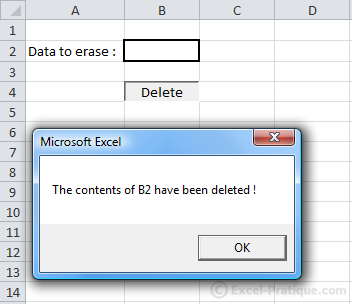 A B C D
1
2 Data to erase :
3
4 Delete
5
6
7 Microsoft Excel
8
9 The contents of B2 have been deleted !
10
11
12 OK
13
14 © Excel-Pratique.com